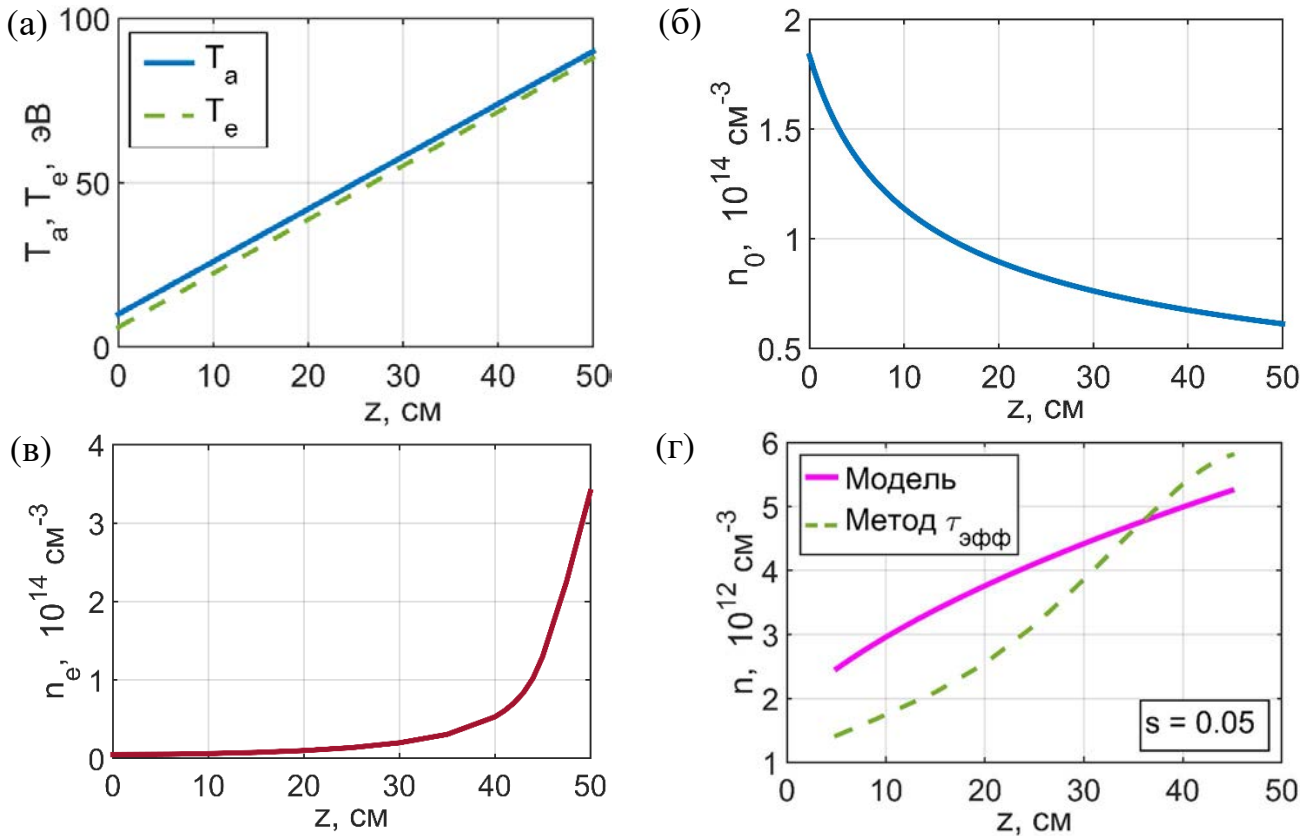 (а)
T_a, T_e, эВ
100
50
0
T_a
T_e
0 10 20 30 40 50
z, см
(б)
n_0, 10^14 см^-3
2
1.5
1
0.5
0 10 20 30 40 50
z, см
(в)
n_e, 10^14 см^-3
4
3
2
1
0
0 10 20 30 40 50
z, см
(г)
n, 10^12 см^-3
6
5
4
3
2
1
Модель
Метод τ_эфф
s = 0.05
0 10 20 30 40 50
z, см